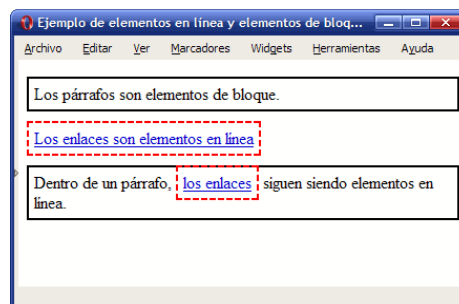 Ejemplo de elementos en línea y elementos de bloq...
Archivo Editar Ver Marcadores Widgets Herramientas Ayuda
Los párrafos son elementos de bloque.
Los enlaces son elementos en línea
Dentro de un párrafo, los enlaces siguen siendo elementos en
línea.